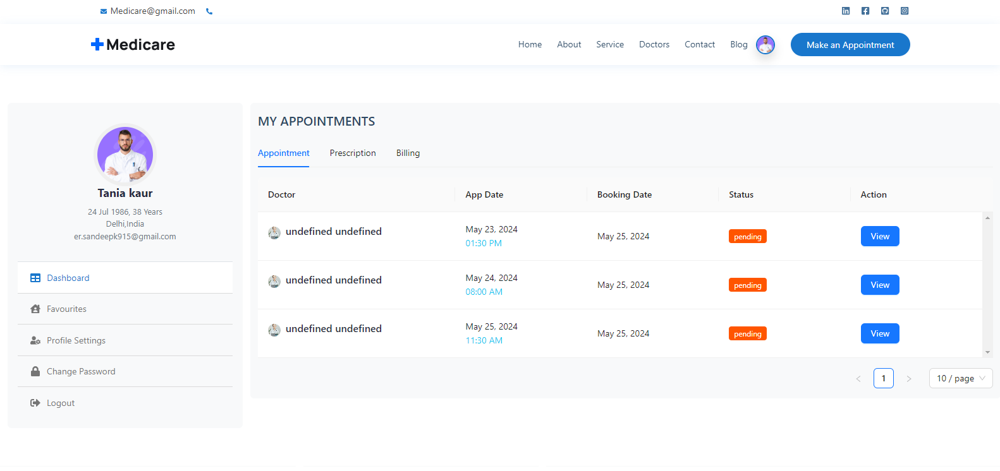 Medicare@gmail.com
Medicare
Home About Service Doctors Contact Blog Make an Appointment
Tania kaur
24 Jul 1986, 38 Years
Delhi,India
er.sandeepk915@gmail.com
Dashboard
Favourites
Profile Settings
Change Password
Logout
MY APPOINTMENTS
Appointment Prescription Billing
Doctor App Date Booking Date Status Action
undefined undefined May 23, 2024 01:30 PM May 25, 2024 pending View
undefined undefined May 24, 2024 08:00 AM May 25, 2024 pending View
undefined undefined May 25, 2024 11:30 AM May 25, 2024 pending View
< 1 > 10 / page